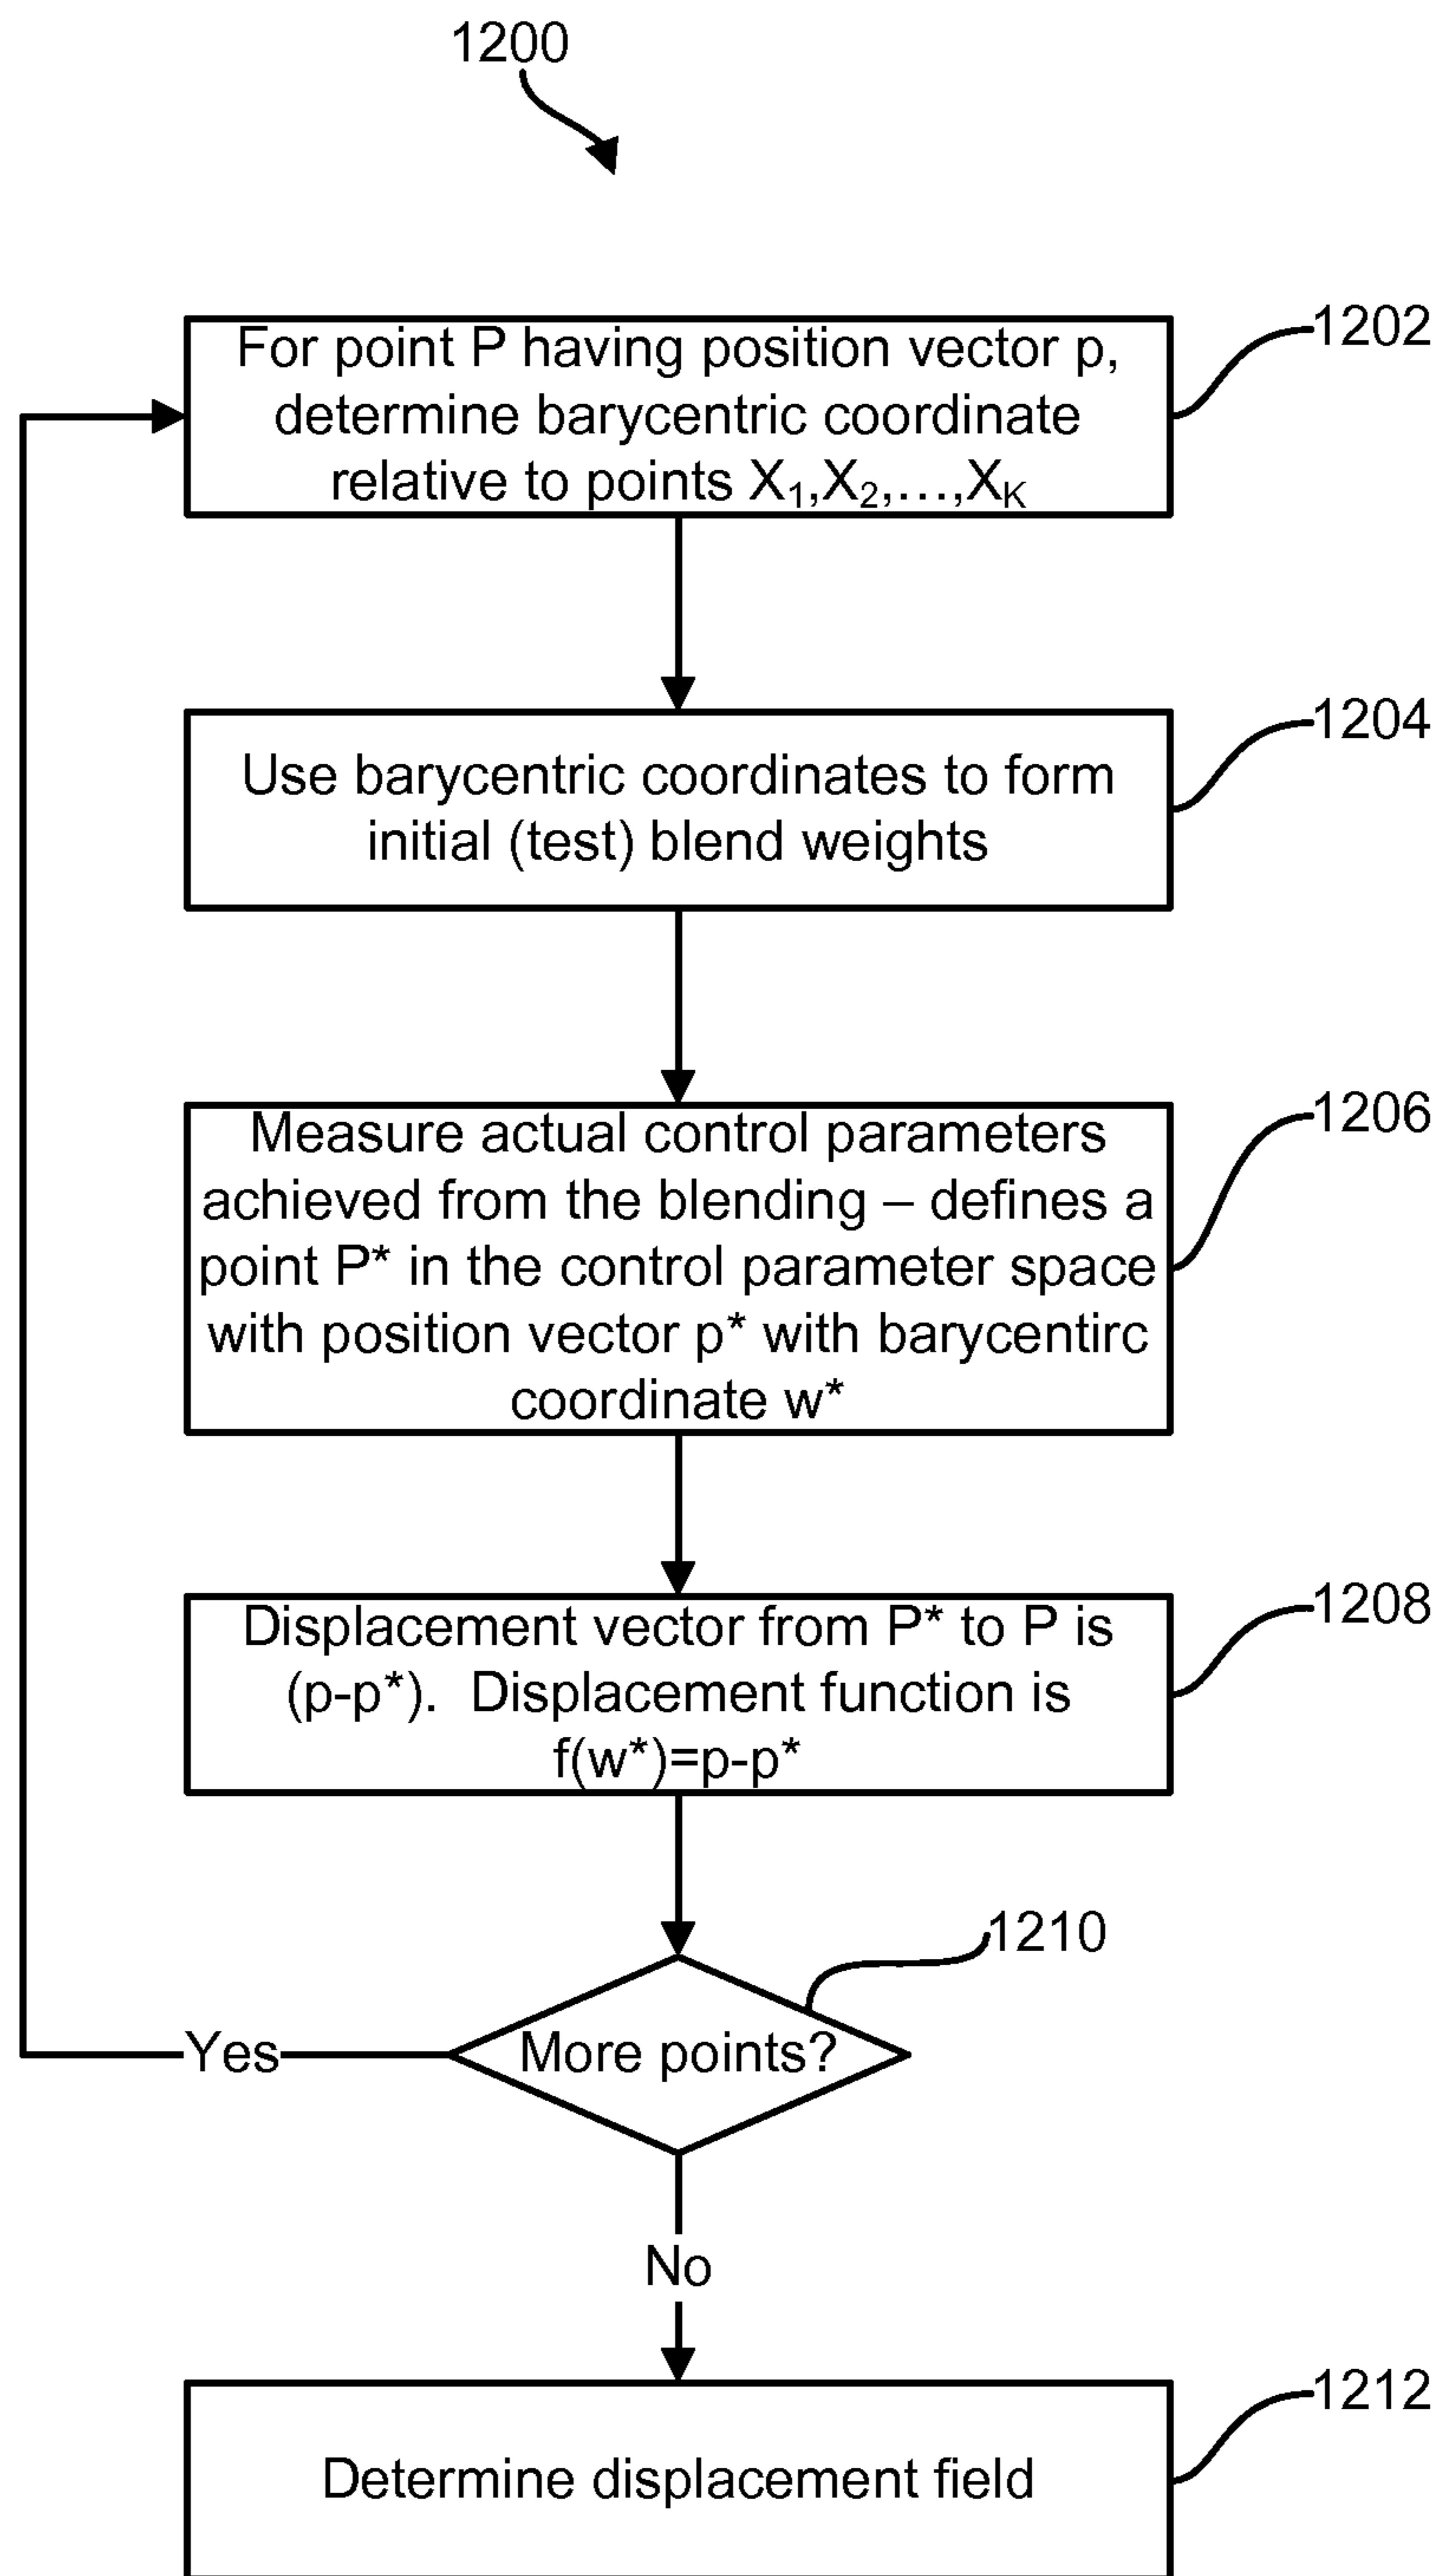 1200
For point P having position vector p,
determine barycentric coordinate
relative to points X₁,X₂,…,X_K
1202
Use barycentric coordinates to form
initial (test) blend weights
1204
Measure actual control parameters
achieved from the blending – defines a
point P* in the control parameter space
with position vector p* with barycentirc
coordinate w*
1206
Displacement vector from P* to P is
(p-p*). Displacement function is
f(w*)=p-p*
1208
1210
More points?
Yes
No
Determine displacement field
1212